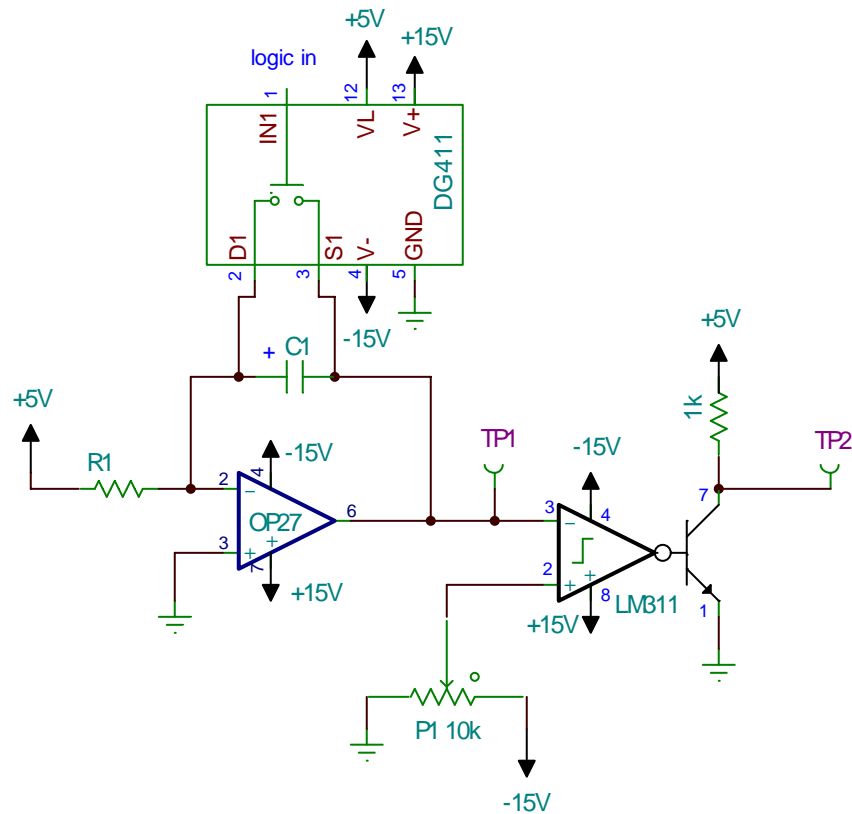 +5V
+15V
logic in
1
12
13
IN1
VL
V+
DG411
D1
S1
V-
GND
2
3
4
5
-15V
+
C1
+5V
+5V
1k
R1
-15V
TP1
-15V
TP2
2
-
4
OP27
6
3
-
4
7
3
+
+
7
2
+
+
8
LM311
1
+15V
+15V
P1 10k
-15V